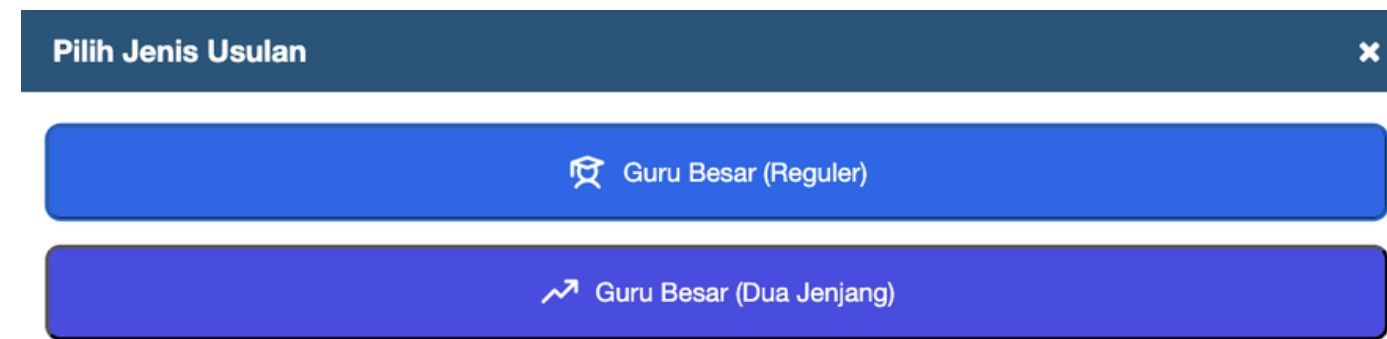 Pilih Jenis Usulan
Guru Besar (Reguler)
Guru Besar (Dua Jenjang)